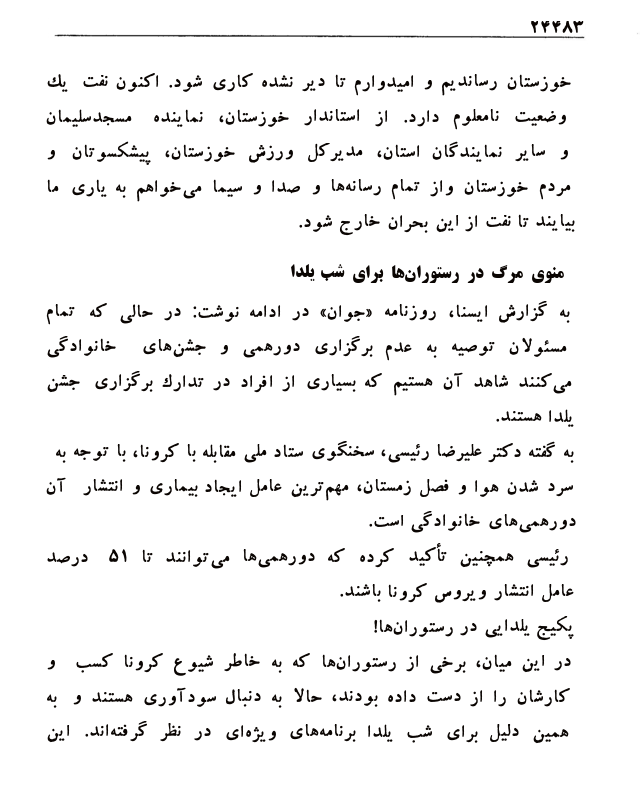 ۲۴۴۸۳
خوزستان رساندیم و امیدوارم تا دیر نشده کاری شود. اکنون نفت یك
وضعیت نامعلوم دارد. از استاندار خوزستان، نماینده مسجدسلیمان
و سایر نمایندگان استان، مدیرکل ورزش خوزستان، پیشکسوتان و
مردم خوزستان واز تمام رسانه‌ها و صدا و سیما می‌خواهم به یاری ما
بیایند تا نفت از این بحران خارج شود.
منوی مرگ در رستوران‌ها برای شب یلدا
به گزارش ایسنا، روزنامه «جوان» در ادامه نوشت: در حالی که تمام
مسئولان توصیه به عدم برگزاری دورهمی و جشن‌های خانوادگی
می‌کنند شاهد آن هستیم که بسیاری از افراد در تدارك برگزاری جشن
یلدا هستند.
به گفته دکتر علیرضا رئیسی، سخنگوی ستاد ملی مقابله با کرونا، با توجه به
سرد شدن هوا و فصل زمستان، مهم‌ترین عامل ایجاد بیماری و انتشار آن
دورهمی‌های خانوادگی است.
رئیسی همچنین تأکید کرده که دورهمی‌ها می‌توانند تا ۵۱ درصد
عامل انتشار ویروس کرونا باشند.
پکیج یلدایی در رستوران‌ها!
در این میان، برخی از رستوران‌ها که به خاطر شیوع کرونا کسب و
کارشان را از دست داده بودند، حالا به دنبال سودآوری هستند و به
همین دلیل برای شب یلدا برنامه‌های ویژه‌ای در نظر گرفته‌اند. این